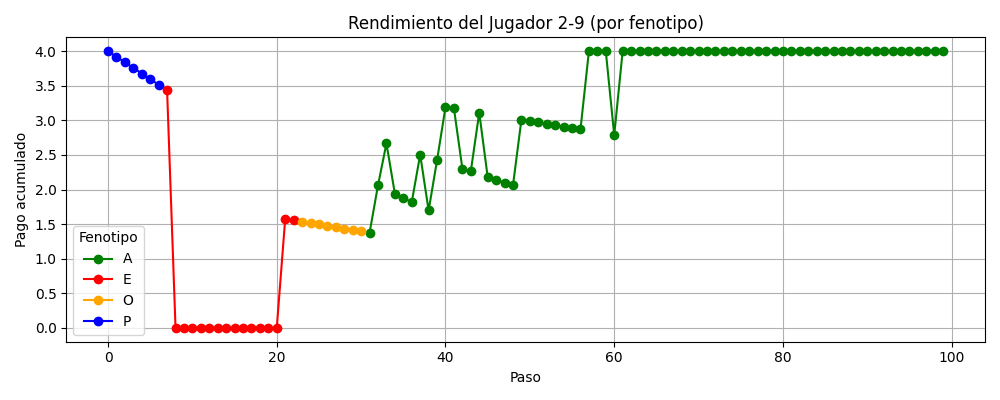 Rendimiento del Jugador 2-9 (por fenotipo)
Pago acumulado
4.0
3.5
3.0
2.5
2.0
1.5
1.0
0.5
0.0
Fenotipo
A
E
O
P
0 20 40 60 80 100
Paso